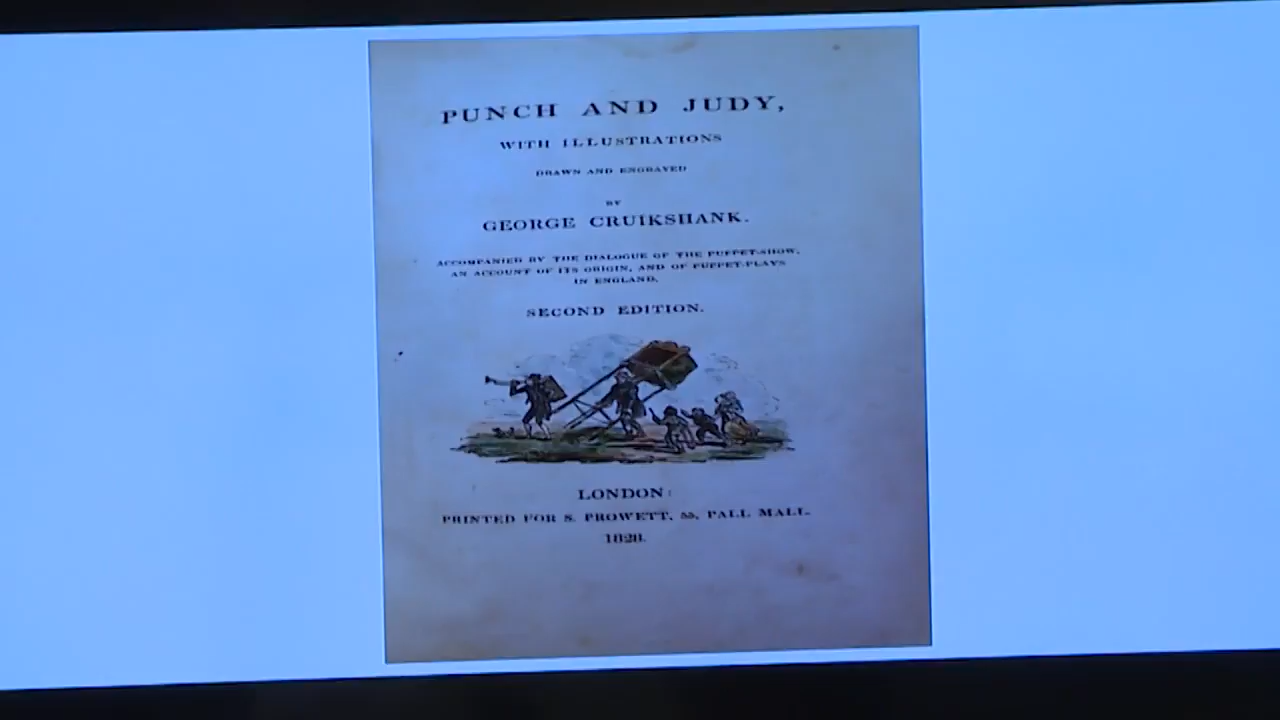 PUNCH AND JUDY,
WITH ILLUSTRATIONS
DRAWN AND ENGRAVED
BY
GEORGE CRUIKSHANK.
ACCOMPANIED BY THE DIALOGUE OF THE PUPPET-SHOW,
AN ACCOUNT OF ITS ORIGIN, AND OF PUPPET-PLAYS
IN ENGLAND.
SECOND EDITION.
LONDON:
PRINTED FOR S. PROWETT, 55, PALL MALL.
1828.